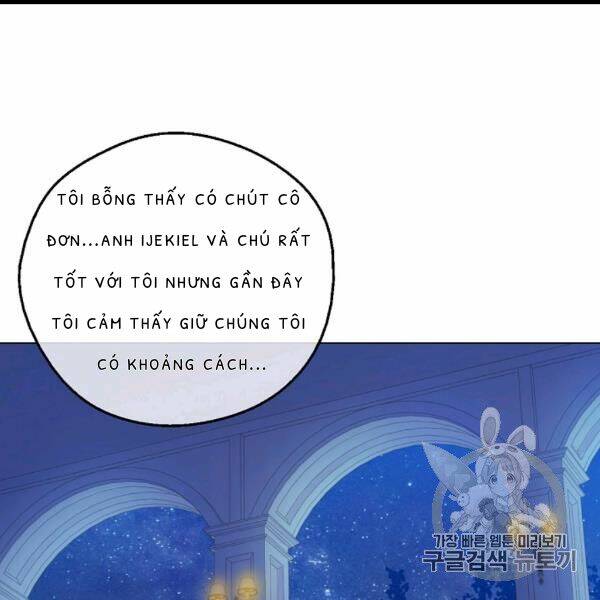 TÔI BỖNG THẤY CÓ CHÚT CÔ
ĐƠN...ANH IJEKIEL VÀ CHÚ RẤT
TỐT VỚI TÔI NHƯNG GẦN ĐÂY
TÔI CẢM THẤY GIỮ CHÚNG TÔI
CÓ KHOẢNG CÁCH...
가장 빠른 웹툰 미리보기
구글검색 뉴토끼